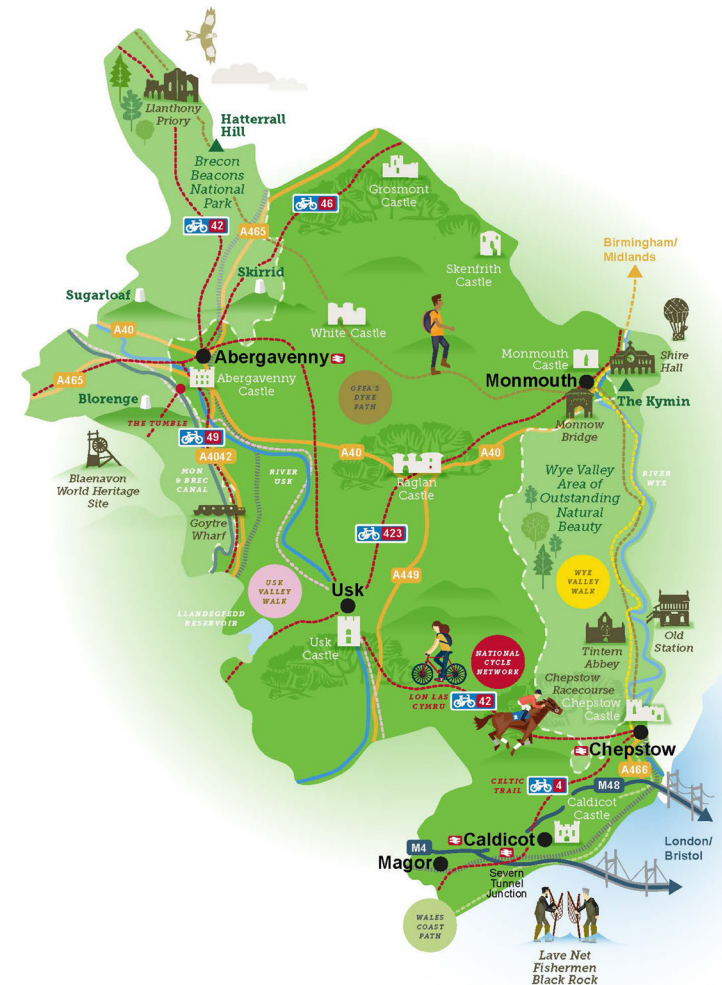 Llanthony
Priory
Hatterrall
Hill
Brecon
Beacons
National
Park
Grosmont
Castle
46
42
A465
Skenfrith
Castle
Birmingham/
Midlands
Skirrid
Sugarloaf
White Castle
A40
Abergavenny
Monmouth
Castle
Shire
Hall
A465
Abergavenny
Castle
Monmouth
Blorenge
OFFA'S
DYKE
PATH
The Kymin
THE TUMBLE
Monnow
Bridge
49
A4042
A40
A40
Blaenavon
World Heritage
Site
MON
& BREC
CANAL
RIVER
USK
Raglan
Castle
Wye Valley
Area of
Outstanding
Natural
Beauty
RIVER
WYE
Goytre
Wharf
423
A449
USK
VALLEY
WALK
Usk
WYE
VALLEY
WALK
LLANDEGFEDD
RESERVOIR
Usk
Castle
Tintern
Abbey
Old
Station
NATIONAL
CYCLE
NETWORK
LON LAS
CYMRU
42
Chepstow
Racecourse
Chepstow
Castle
Chepstow
A466
CELTIC
TRAIL
4
M48
Caldicot
Castle
M4
Caldicot
London/
Bristol
Magor
Severn
Tunnel
Junction
WALES
COAST
PATH
Lave Net
Fishermen
Black Rock